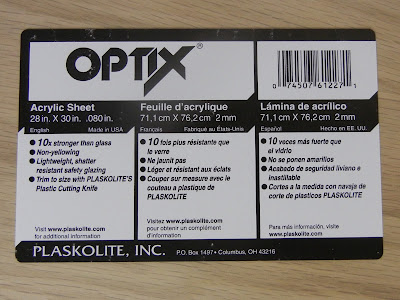 OPTIX®
0 74507 61227 1
Acrylic Sheet
28 in. X 30 in. .080 in.
English Made in USA
● 10x stronger than glass
● Non-yellowing
● Lightweight, shatter
resistant safety glazing
● Trim to size with PLASKOLITE'S
Plastic Cutting Knife
Visit www.plaskolite.com
for additional information
Feuille d'acrylique
71,1 cm X 76,2 cm 2 mm
Français Fabriqué au États-Unis
● 10 fois plus résistant que
le verre
● Ne jaunit pas
● Léger et résistant aux éclats
● Couper sur mesure avec le
couteau a plastique de
PLASKOLITE
Visitez www.plaskolite.com
pour obtenir un complément
d'information
Lámina de acrílico
71,1 cm X 76,2 cm 2 mm
Español Hecho en EE. UU.
● 10 veces más fuerte que
el vidrio
● No se ponen amarillos
● Acabado de seguridad liviano e
inastillable
● Cortes a la medida con navaja de
corte de plasticos PLASKOLITE
Para más información, visite
www.plaskolite.com
PLASKOLITE, INC. P.O. Box 1497 • Columbus, OH 43216